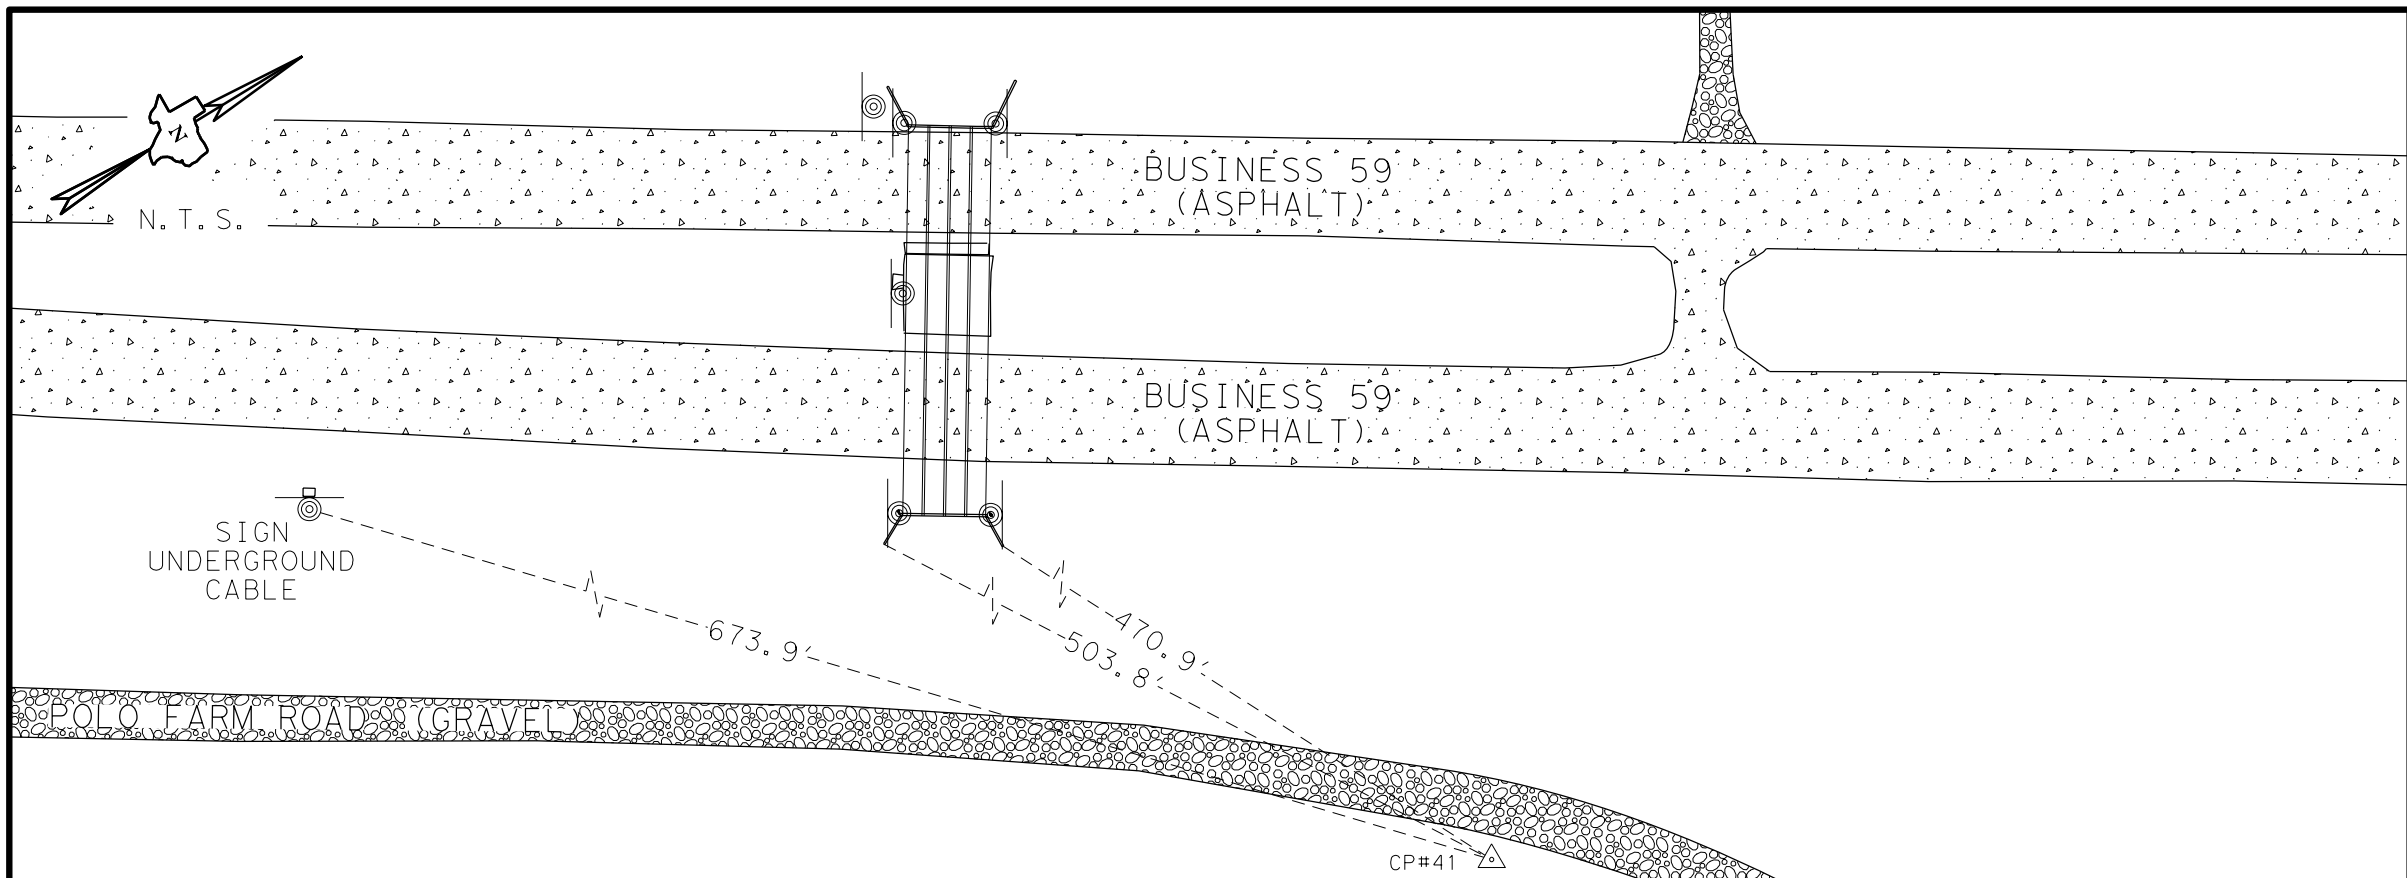 N
N.T.S.
BUSINESS 59
(ASPHALT)
BUSINESS 59
(ASPHALT)
SIGN
UNDERGROUND
CABLE
673.9'
503.8'
470.9'
POLO FARM ROAD (GRAVEL)
CP#41